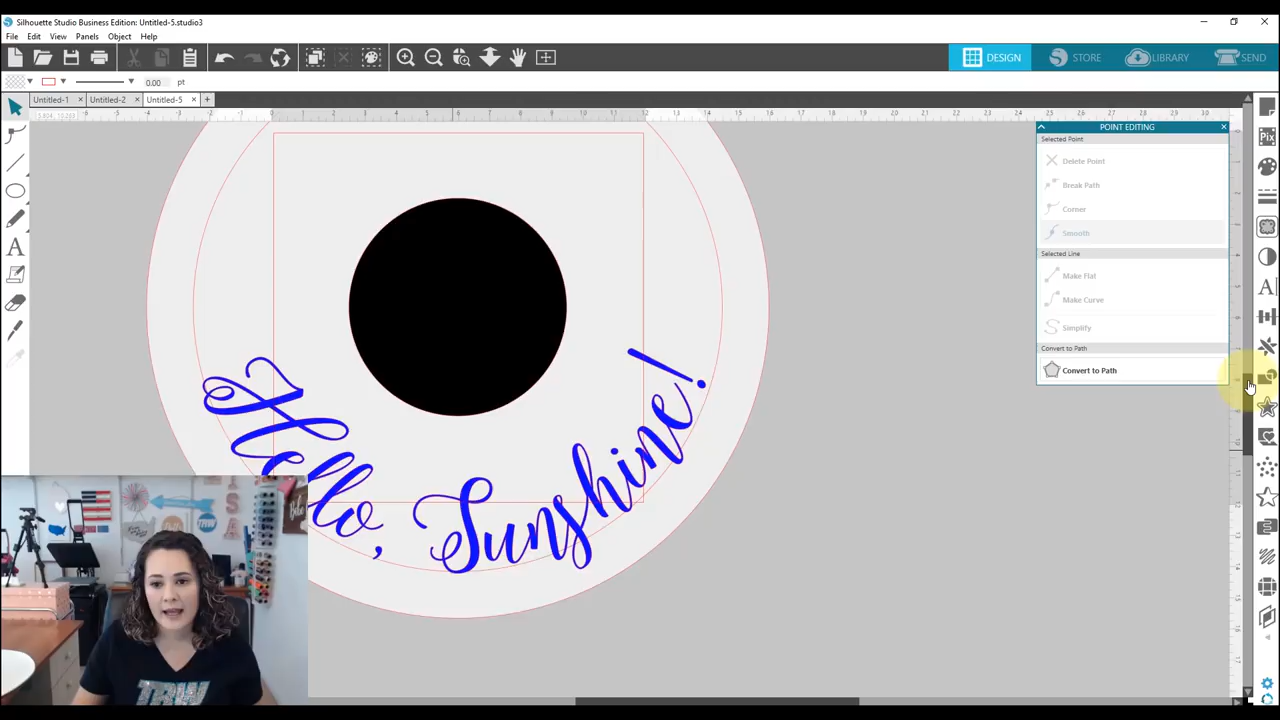 Silhouette Studio Business Edition: Untitled-5.studio3
File Edit View Panels Object Help
DESIGN STORE LIBRARY SEND
0.00 pt
Untitled-1 Untitled-2 Untitled-5
POINT EDITING
Selected Point
Delete Point
Break Path
Corner
Smooth
Selected Line
Make Flat
Make Curve
Simplify
Convert to Path
Convert to Path
Pix
Hello, Sunshine!